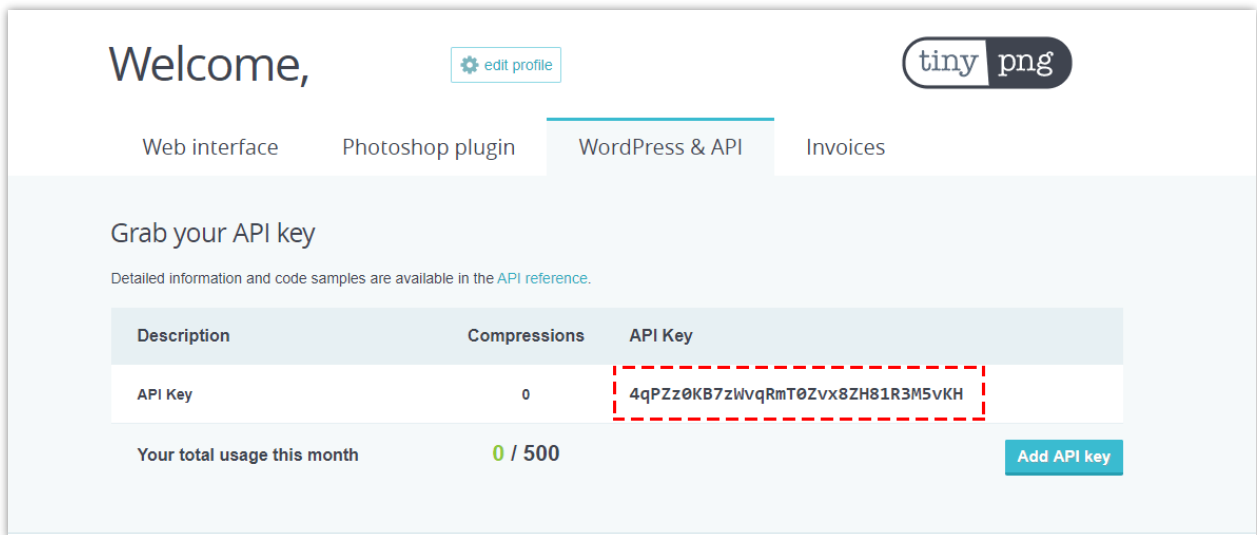 Welcome,
edit profile
tiny png
Web interface
Photoshop plugin
WordPress & API
Invoices
Grab your API key
Detailed information and code samples are available in the API reference.
Description Compressions API Key
API Key 0 4qPZz0KB7zWvqRmT0Zvx8ZH81R3M5vKH
Your total usage this month 0 / 500
Add API key